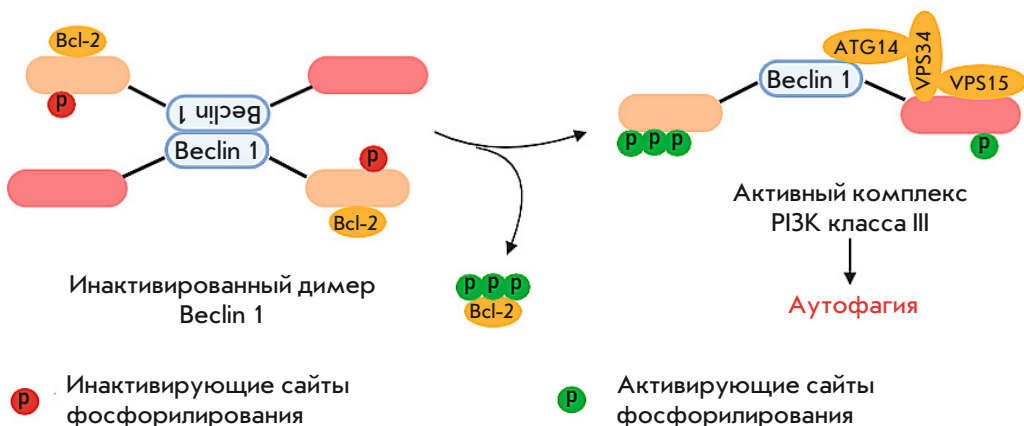 Bcl-2
p
Beclin 1
Beclin 1
p
Bcl-2
p p p
Bcl-2
ATG14
VPS34
VPS15
Beclin 1
p p p
p
Инактивированный димер
Beclin 1
Активный комплекс
PI3K класса III
Аутофагия
p Инактивирующие сайты
фосфорилирования
p Активирующие сайты
фосфорилирования